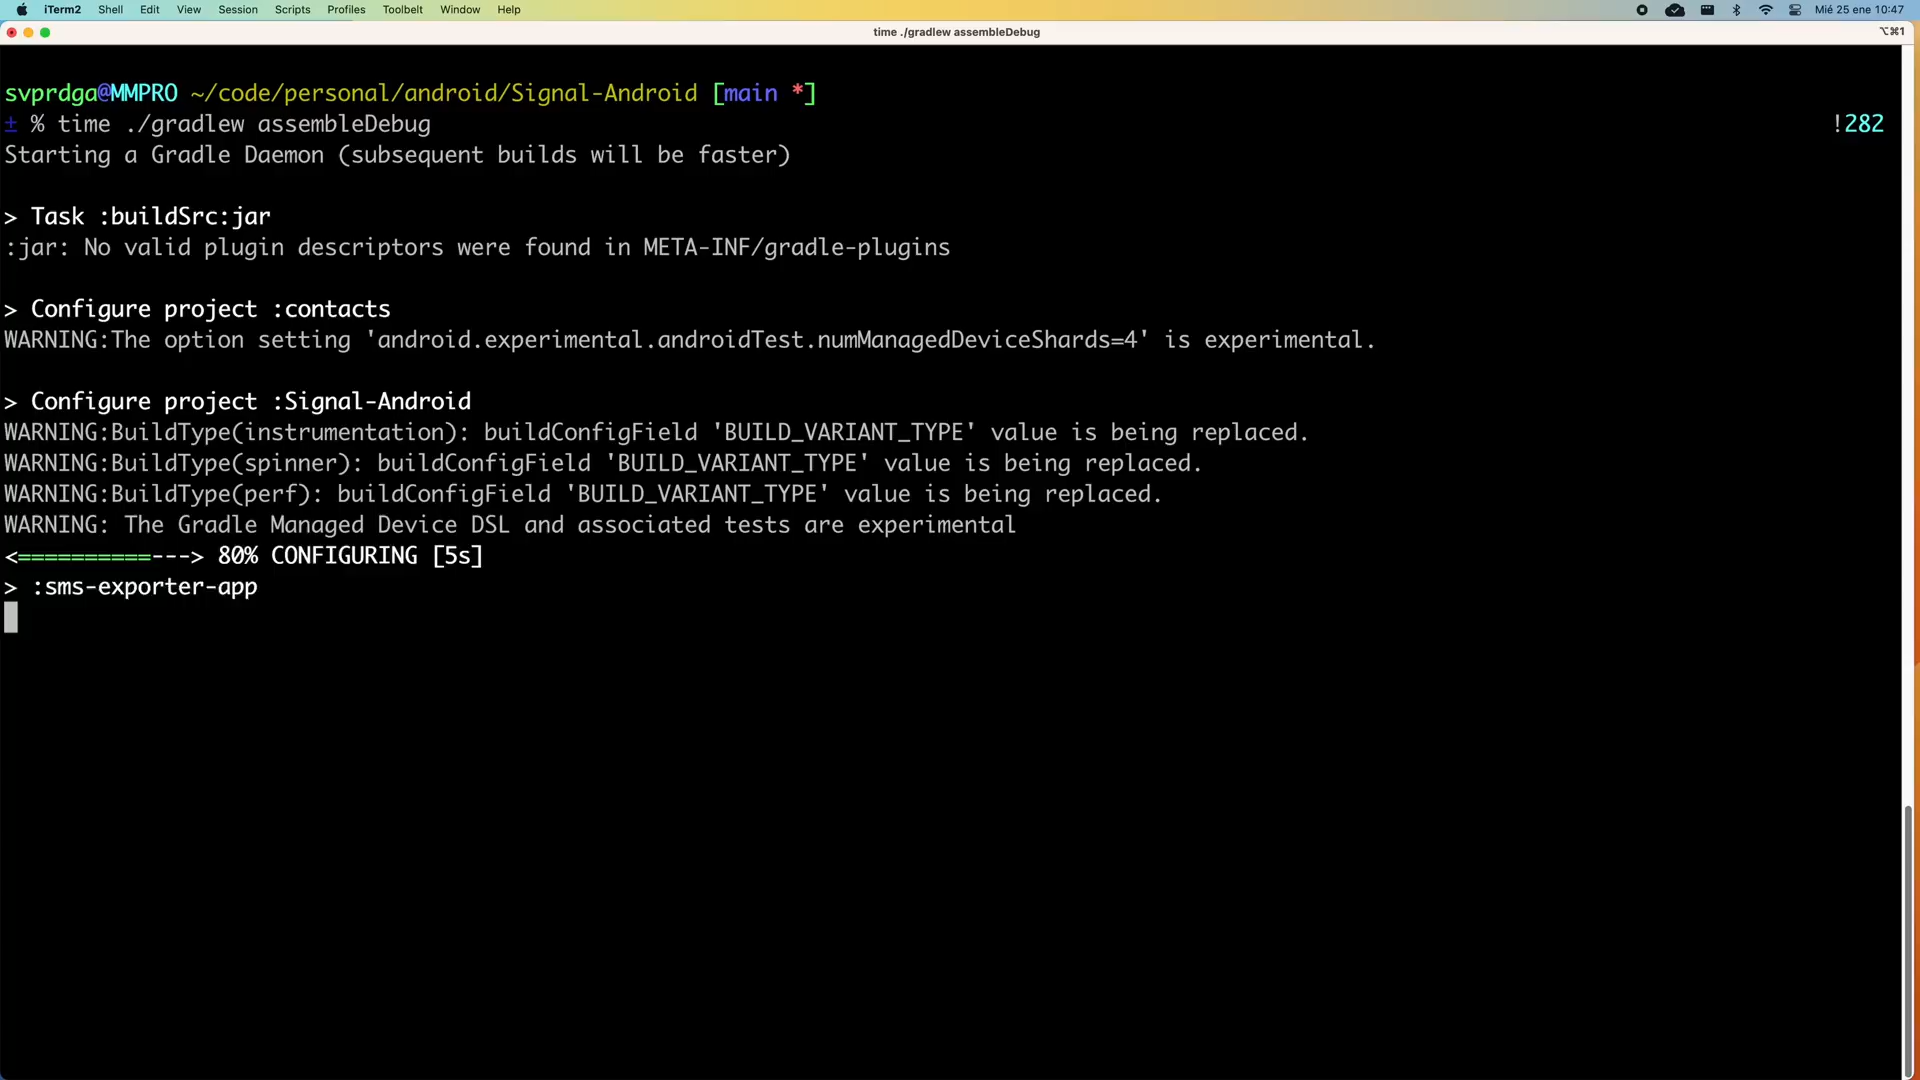 iTerm2 Shell Edit View Session Scripts Profiles Toolbelt Window Help Mié 25 ene 10:47
time ./gradlew assembleDebug ⌥⌘1
svprdga@MMPRO ~/code/personal/android/Signal-Android [main *]
± % time ./gradlew assembleDebug !282
Starting a Gradle Daemon (subsequent builds will be faster)
> Task :buildSrc:jar
:jar: No valid plugin descriptors were found in META-INF/gradle-plugins
> Configure project :contacts
WARNING:The option setting 'android.experimental.androidTest.numManagedDeviceShards=4' is experimental.
> Configure project :Signal-Android
WARNING:BuildType(instrumentation): buildConfigField 'BUILD_VARIANT_TYPE' value is being replaced.
WARNING:BuildType(spinner): buildConfigField 'BUILD_VARIANT_TYPE' value is being replaced.
WARNING:BuildType(perf): buildConfigField 'BUILD_VARIANT_TYPE' value is being replaced.
WARNING: The Gradle Managed Device DSL and associated tests are experimental
<==========---> 80% CONFIGURING [5s]
> :sms-exporter-app